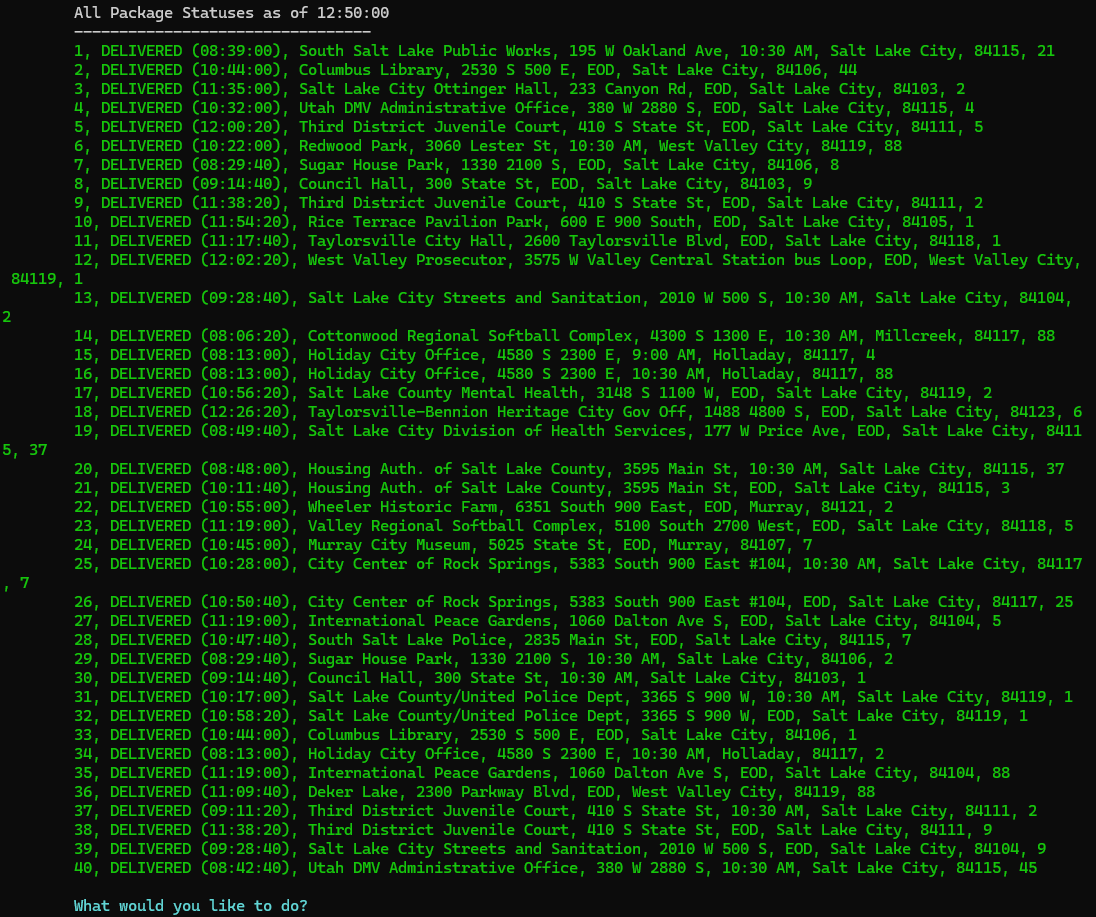 All Package Statuses as of 12:50:00
---------------------------------
1, DELIVERED (08:39:00), South Salt Lake Public Works, 195 W Oakland Ave, 10:30 AM, Salt Lake City, 84115, 21
2, DELIVERED (10:44:00), Columbus Library, 2530 S 500 E, EOD, Salt Lake City, 84106, 44
3, DELIVERED (11:35:00), Salt Lake City Ottinger Hall, 233 Canyon Rd, EOD, Salt Lake City, 84103, 2
4, DELIVERED (10:32:00), Utah DMV Administrative Office, 380 W 2880 S, EOD, Salt Lake City, 84115, 4
5, DELIVERED (12:00:20), Third District Juvenile Court, 410 S State St, EOD, Salt Lake City, 84111, 5
6, DELIVERED (10:22:00), Redwood Park, 3060 Lester St, 10:30 AM, West Valley City, 84119, 88
7, DELIVERED (08:29:40), Sugar House Park, 1330 2100 S, EOD, Salt Lake City, 84106, 8
8, DELIVERED (09:14:40), Council Hall, 300 State St, EOD, Salt Lake City, 84103, 9
9, DELIVERED (11:38:20), Third District Juvenile Court, 410 S State St, EOD, Salt Lake City, 84111, 2
10, DELIVERED (11:54:20), Rice Terrace Pavilion Park, 600 E 900 South, EOD, Salt Lake City, 84105, 1
11, DELIVERED (11:17:40), Taylorsville City Hall, 2600 Taylorsville Blvd, EOD, Salt Lake City, 84118, 1
12, DELIVERED (12:02:20), West Valley Prosecutor, 3575 W Valley Central Station bus Loop, EOD, West Valley City,
84119, 1
13, DELIVERED (09:28:40), Salt Lake City Streets and Sanitation, 2010 W 500 S, 10:30 AM, Salt Lake City, 84104,
2
14, DELIVERED (08:06:20), Cottonwood Regional Softball Complex, 4300 S 1300 E, 10:30 AM, Millcreek, 84117, 88
15, DELIVERED (08:13:00), Holiday City Office, 4580 S 2300 E, 9:00 AM, Holladay, 84117, 4
16, DELIVERED (08:13:00), Holiday City Office, 4580 S 2300 E, 10:30 AM, Holladay, 84117, 88
17, DELIVERED (10:56:20), Salt Lake County Mental Health, 3148 S 1100 W, EOD, Salt Lake City, 84119, 2
18, DELIVERED (12:26:20), Taylorsville-Bennion Heritage City Gov Off, 1488 4800 S, EOD, Salt Lake City, 84123, 6
19, DELIVERED (08:49:40), Salt Lake City Division of Health Services, 177 W Price Ave, EOD, Salt Lake City, 8411
5, 37
20, DELIVERED (08:48:00), Housing Auth. of Salt Lake County, 3595 Main St, 10:30 AM, Salt Lake City, 84115, 37
21, DELIVERED (10:11:40), Housing Auth. of Salt Lake County, 3595 Main St, EOD, Salt Lake City, 84115, 3
22, DELIVERED (10:55:00), Wheeler Historic Farm, 6351 South 900 East, EOD, Murray, 84121, 2
23, DELIVERED (11:19:00), Valley Regional Softball Complex, 5100 South 2700 West, EOD, Salt Lake City, 84118, 5
24, DELIVERED (10:45:00), Murray City Museum, 5025 State St, EOD, Murray, 84107, 7
25, DELIVERED (10:28:00), City Center of Rock Springs, 5383 South 900 East #104, 10:30 AM, Salt Lake City, 84117
, 7
26, DELIVERED (10:50:40), City Center of Rock Springs, 5383 South 900 East #104, EOD, Salt Lake City, 84117, 25
27, DELIVERED (11:19:00), International Peace Gardens, 1060 Dalton Ave S, EOD, Salt Lake City, 84104, 5
28, DELIVERED (10:47:40), South Salt Lake Police, 2835 Main St, EOD, Salt Lake City, 84115, 7
29, DELIVERED (08:29:40), Sugar House Park, 1330 2100 S, 10:30 AM, Salt Lake City, 84106, 2
30, DELIVERED (09:14:40), Council Hall, 300 State St, 10:30 AM, Salt Lake City, 84103, 1
31, DELIVERED (10:17:00), Salt Lake County/United Police Dept, 3365 S 900 W, 10:30 AM, Salt Lake City, 84119, 1
32, DELIVERED (10:58:20), Salt Lake County/United Police Dept, 3365 S 900 W, EOD, Salt Lake City, 84119, 1
33, DELIVERED (10:44:00), Columbus Library, 2530 S 500 E, EOD, Salt Lake City, 84106, 1
34, DELIVERED (08:13:00), Holiday City Office, 4580 S 2300 E, 10:30 AM, Holladay, 84117, 2
35, DELIVERED (11:19:00), International Peace Gardens, 1060 Dalton Ave S, EOD, Salt Lake City, 84104, 88
36, DELIVERED (11:09:40), Deker Lake, 2300 Parkway Blvd, EOD, West Valley City, 84119, 88
37, DELIVERED (09:11:20), Third District Juvenile Court, 410 S State St, 10:30 AM, Salt Lake City, 84111, 2
38, DELIVERED (11:38:20), Third District Juvenile Court, 410 S State St, EOD, Salt Lake City, 84111, 9
39, DELIVERED (09:28:40), Salt Lake City Streets and Sanitation, 2010 W 500 S, EOD, Salt Lake City, 84104, 9
40, DELIVERED (08:42:40), Utah DMV Administrative Office, 380 W 2880 S, 10:30 AM, Salt Lake City, 84115, 45
What would you like to do?